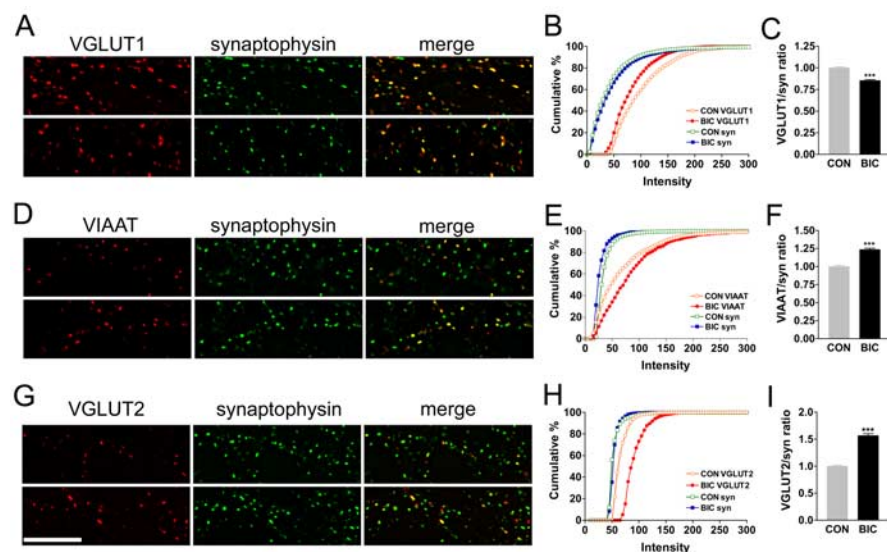 A
VGLUT1 synaptophysin merge
B
Cumulative %
100
80
60
40
20
0
CON VGLUT1
BIC VGLUT1
CON syn
BIC syn
0 50 100 150 200 250 300
Intensity
C
VGLUT1/syn ratio
1.25
1.00
0.75
0.50
0.25
0.00
***
CON BIC
D
VIAAT synaptophysin merge
E
Cumulative %
100
90
80
70
60
50
40
30
20
10
0
CON VIAAT
BIC VIAAT
CON syn
BIC syn
0 50 100 150 200 250 300
Intensity
F
VIAAT/syn ratio
1.50
1.25
1.00
0.75
0.50
0.25
0.00
***
CON BIC
G
VGLUT2 synaptophysin merge
H
Cumulative %
100
80
60
40
20
0
CON VGLUT2
BIC VGLUT2
CON syn
BIC syn
0 50 100 150 200 250 300
Intensity
I
VGLUT2/syn ratio
2.0
1.5
1.0
0.5
0.0
***
CON BIC